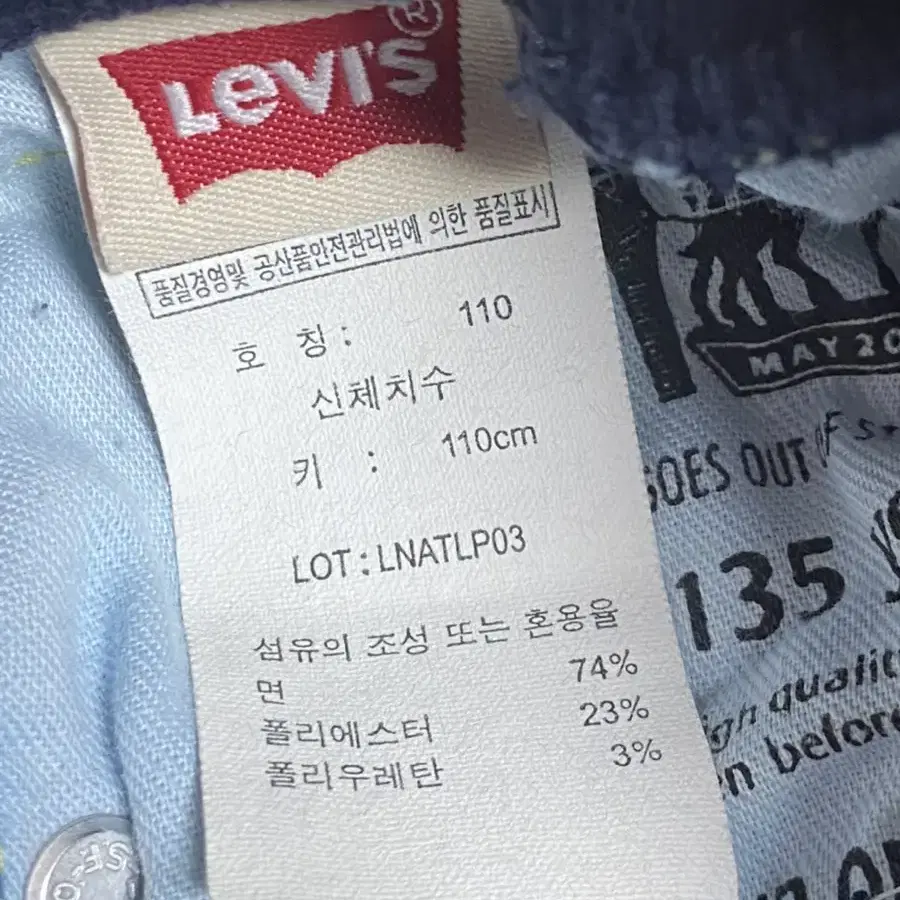 LEVI'S®
품질경영및 공산품안전관리법에 의한 품질표시
호 칭 : 110
신체치수
키 : 110cm
LOT : LNATLP03
섬유의 조성 또는 혼용율
면 74%
폴리에스터 23%
폴리우레탄 3%
MAY 20
GOES OUT OF S.
135
high quality
before